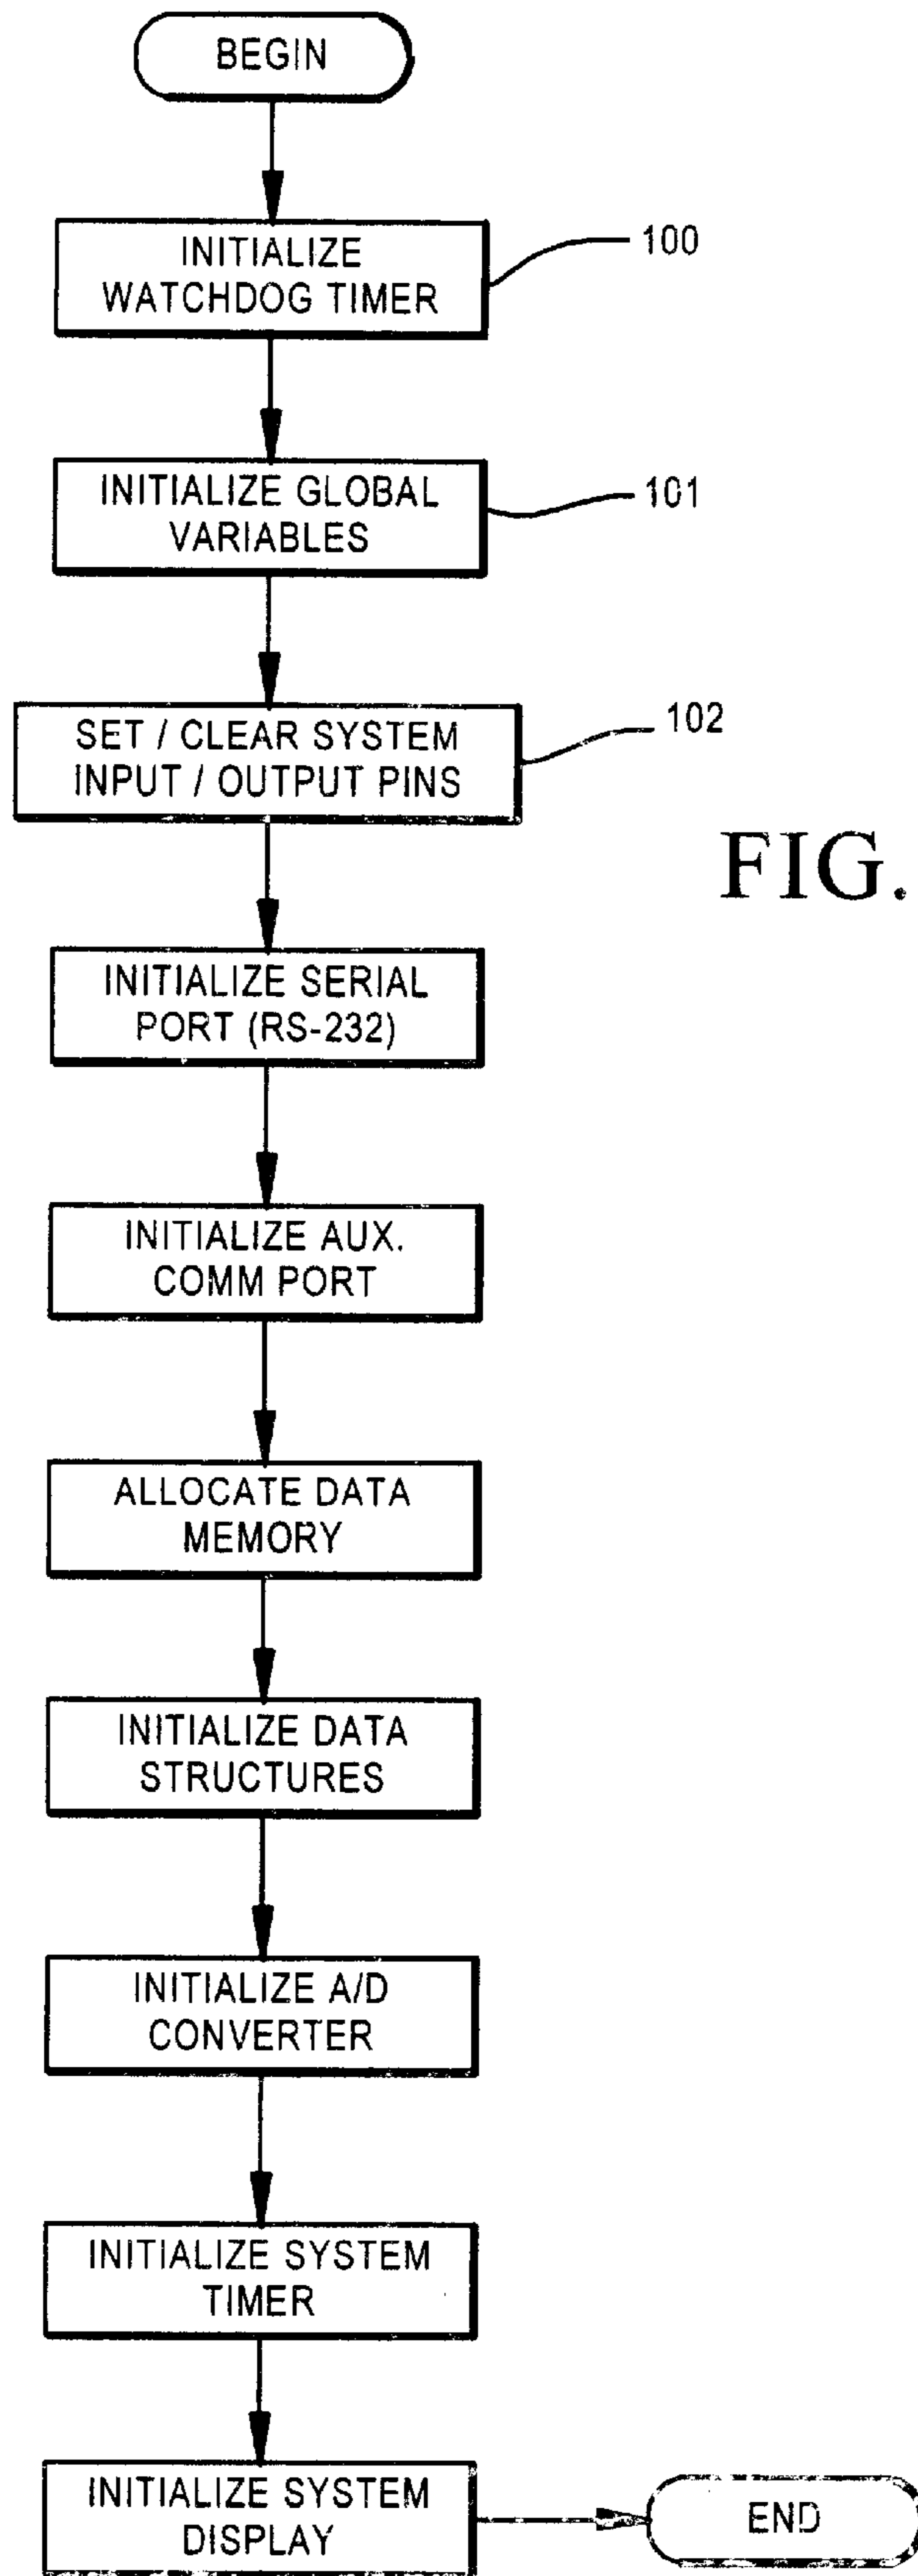 BEGIN
INITIALIZE
WATCHDOG TIMER
100
INITIALIZE GLOBAL
VARIABLES
101
SET / CLEAR SYSTEM
INPUT / OUTPUT PINS
102
FIG.
INITIALIZE SERIAL
PORT (RS-232)
INITIALIZE AUX.
COMM PORT
ALLOCATE DATA
MEMORY
INITIALIZE DATA
STRUCTURES
INITIALIZE A/D
CONVERTER
INITIALIZE SYSTEM
TIMER
INITIALIZE SYSTEM
DISPLAY
END